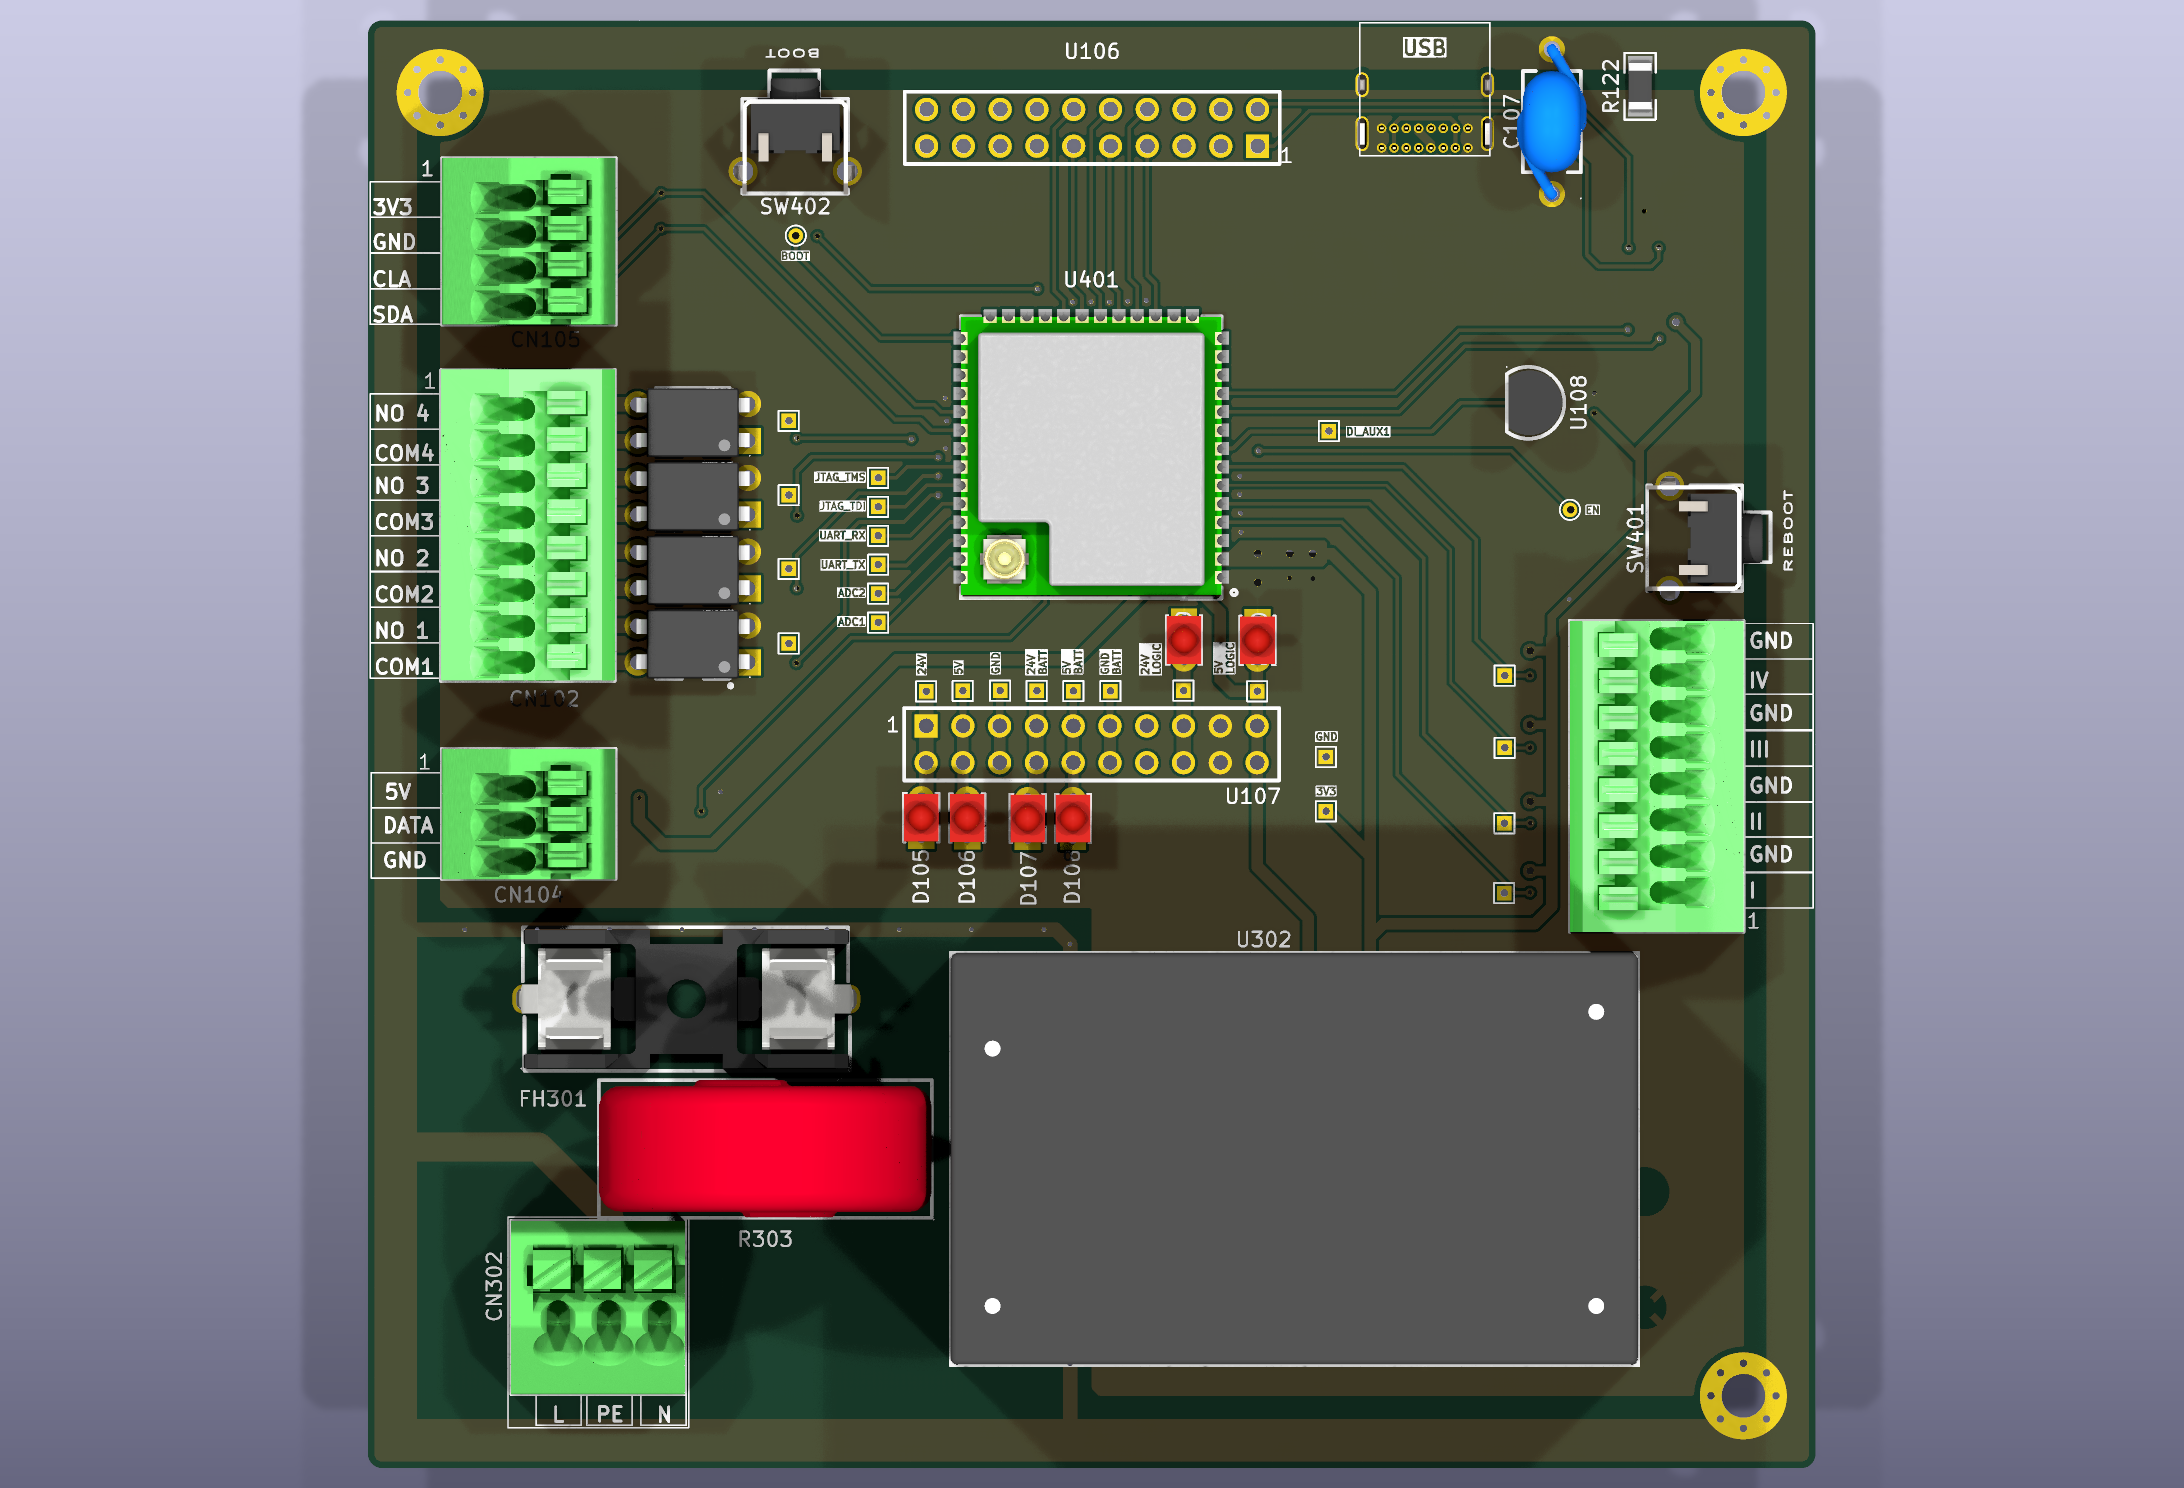 BOOT
U106
USB
C107
R122
1
SW402
BOOT
1
3V3
GND
CLA
SDA
CN105
U401
1
NO 4
COM4
NO 3
COM3
NO 2
COM2
NO 1
COM1
CN102
JTAG_TMS
JTAG_TDI
UART_RX
UART_TX
ADC2
ADC1
DI_AUX1
U108
EN
SW401
REBOOT
24V
5V
GND
24V
BATT
5V
BATT
GND
BATT
24V
LOGIC
5V
LOGIC
1
U107
GND
3V3
GND
IV
GND
III
GND
II
GND
I
1
1
5V
DATA
GND
CN104
D105
D106
D107
D108
U302
FH301
R303
CN302
L
PE
N